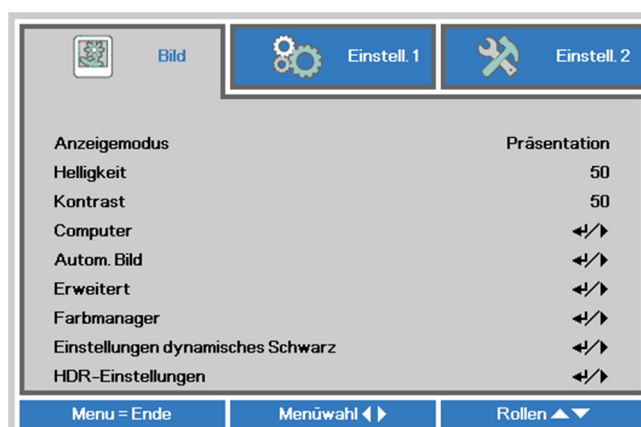 Bild
Einstell. 1
Einstell. 2
Anzeigemodus Präsentation
Helligkeit 50
Kontrast 50
Computer ↵/▶
Autom. Bild ↵/▶
Erweitert ↵/▶
Farbmanager ↵/▶
Einstellungen dynamisches Schwarz ↵/▶
HDR-Einstellungen ↵/▶
Menu = Ende
Menüwahl ◀ ▶
Rollen ▲▼